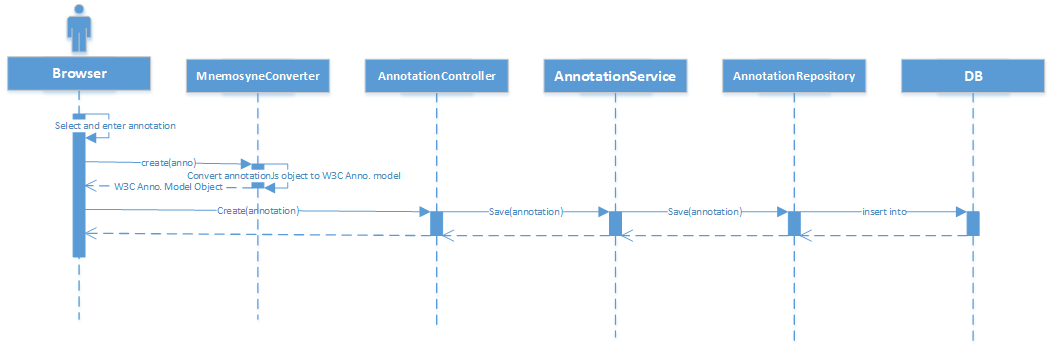 Browser
MnemosyneConverter
AnnotationController
AnnotationService
AnnotationRepository
DB
Select and enter annotation
create(anno)
Convert annotationJs object to W3C Anno. model
W3C Anno. Model Object
Create(annotation)
Save(annotation)
Save(annotation)
insert into